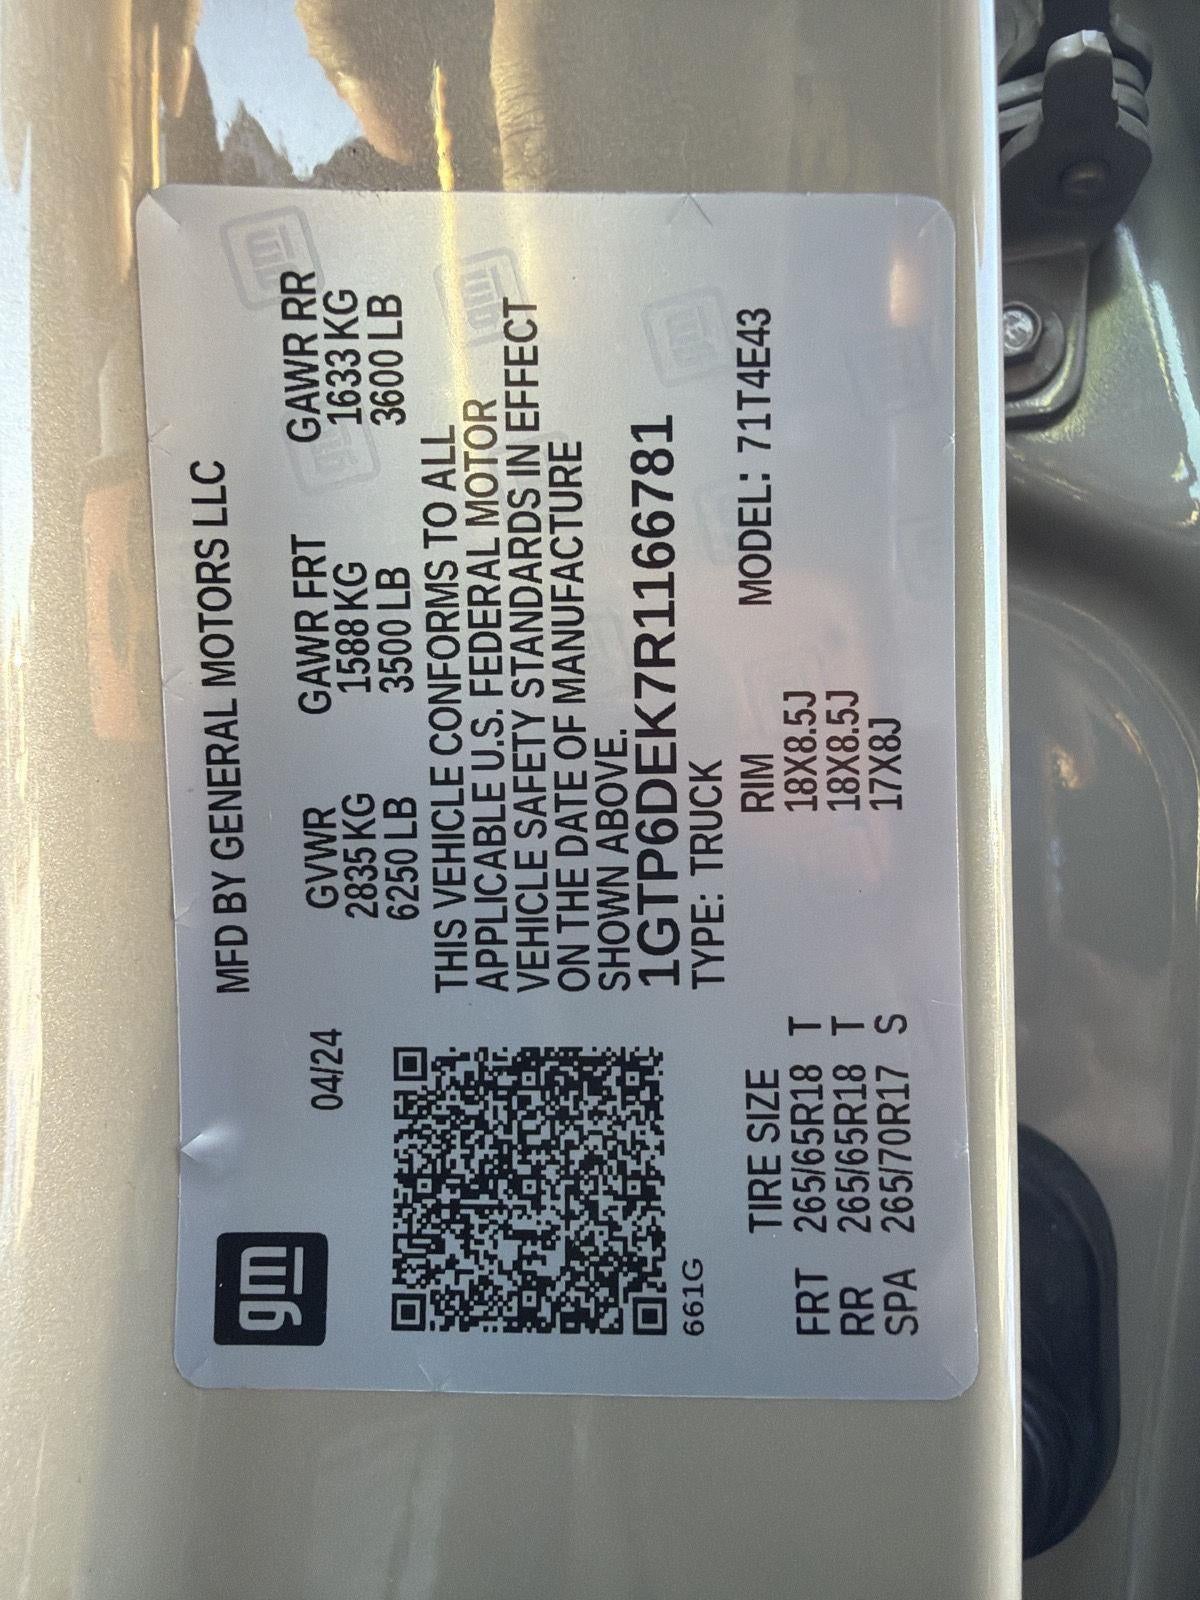 gm
MFD BY GENERAL MOTORS LLC
04/24
GVWR GAWR FRT GAWR RR
2835 KG 1588 KG 1633 KG
6250 LB 3500 LB 3600 LB
THIS VEHICLE CONFORMS TO ALL
APPLICABLE U.S. FEDERAL MOTOR
VEHICLE SAFETY STANDARDS IN EFFECT
ON THE DATE OF MANUFACTURE
SHOWN ABOVE.
1GTP6DEK7R1166781
661G
TYPE: TRUCK
MODEL: 71T4E43
TIRE SIZE RIM
FRT 265/65R18 T 18X8.5J
RR 265/65R18 T 18X8.5J
SPA 265/70R17 S 17X8J